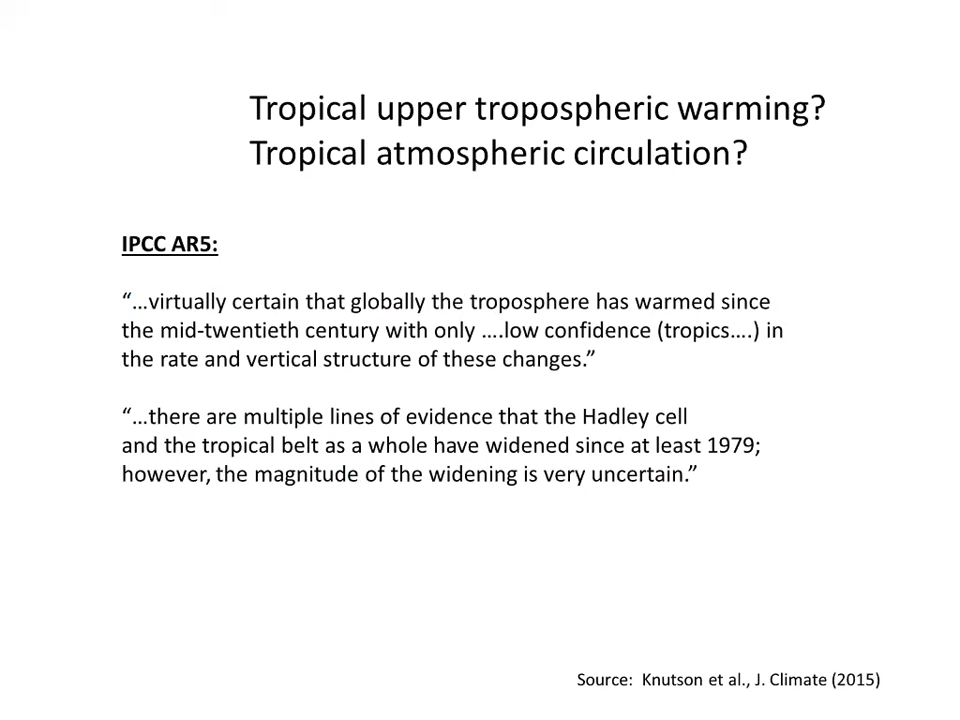 Tropical upper tropospheric warming?
Tropical atmospheric circulation?
IPCC AR5:
“…virtually certain that globally the troposphere has warmed since
the mid-twentieth century with only ….low confidence (tropics….) in
the rate and vertical structure of these changes.”
“…there are multiple lines of evidence that the Hadley cell
and the tropical belt as a whole have widened since at least 1979;
however, the magnitude of the widening is very uncertain.”
Source:  Knutson et al., J. Climate (2015)